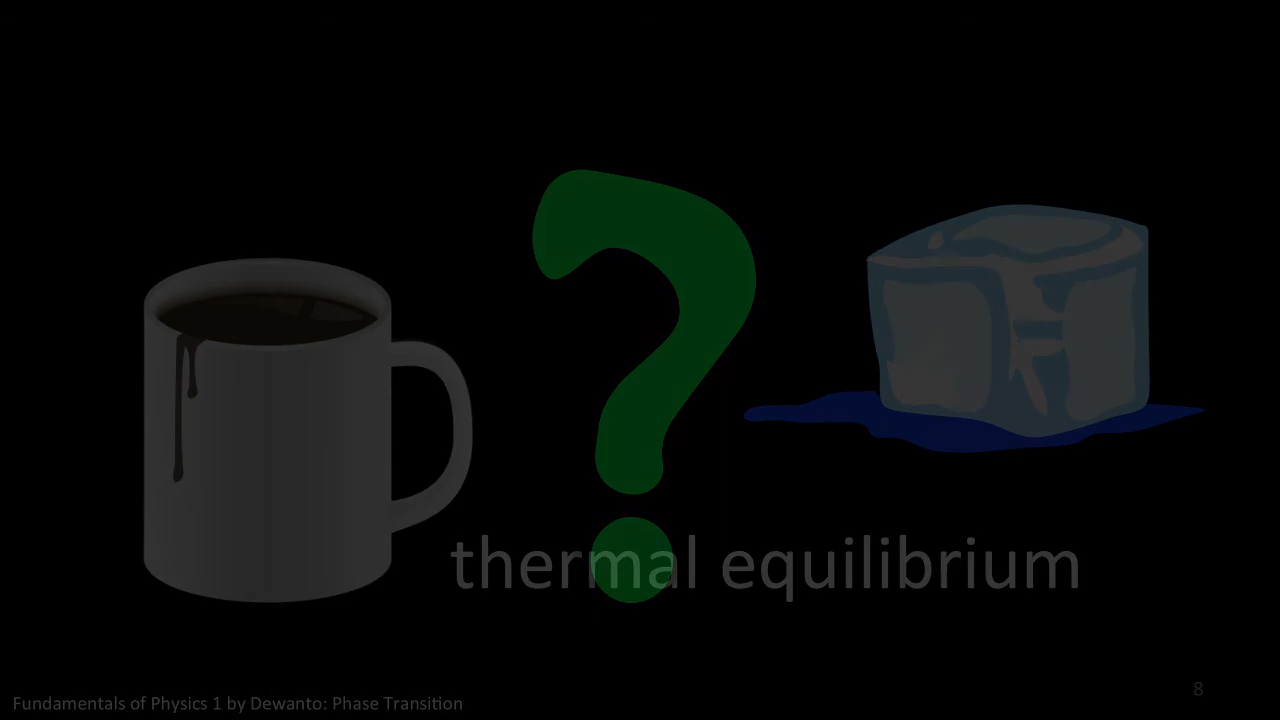 thermal equilibrium
8
Fundamentals of Physics 1 by Dewanto: Phase Transition